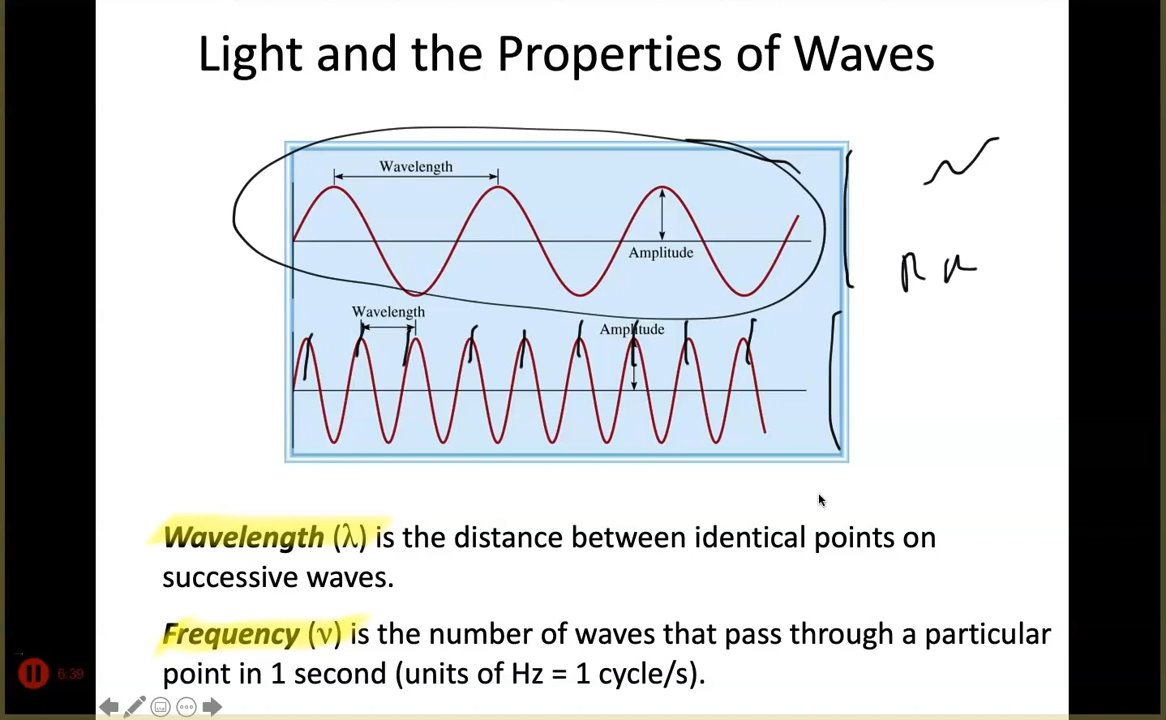 Light and the Properties of Waves
Wavelength
Amplitude
Wavelength
Amplitude
Wavelength (λ) is the distance between identical points on
successive waves.
Frequency (ν) is the number of waves that pass through a particular
point in 1 second (units of Hz = 1 cycle/s).
6:39